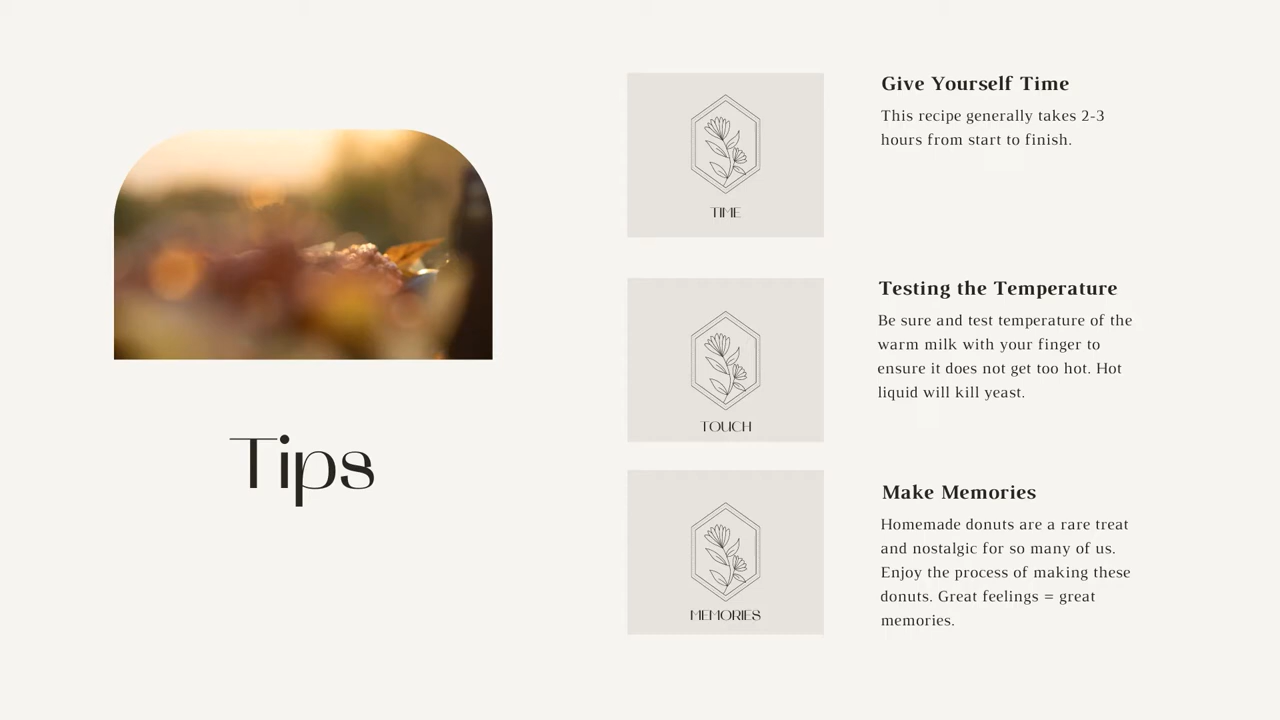 Tips
TIME
Give Yourself Time
This recipe generally takes 2-3
hours from start to finish.
TOUCH
Testing the Temperature
Be sure and test temperature of the
warm milk with your finger to
ensure it does not get too hot. Hot
liquid will kill yeast.
MEMORIES
Make Memories
Homemade donuts are a rare treat
and nostalgic for so many of us.
Enjoy the process of making these
donuts. Great feelings = great
memories.